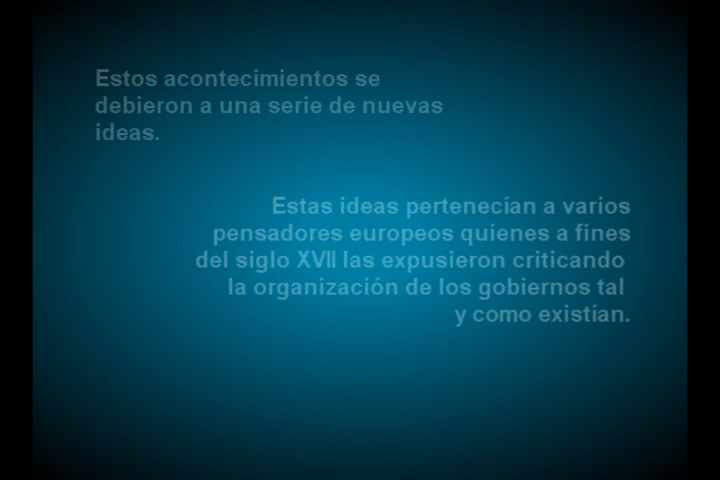 Estos acontecimientos se
debieron a una serie de nuevas
ideas.
Estas ideas pertenecían a varios
pensadores europeos quienes a fines
del siglo XVII las expusieron criticando
la organización de los gobiernos tal
y como existían.